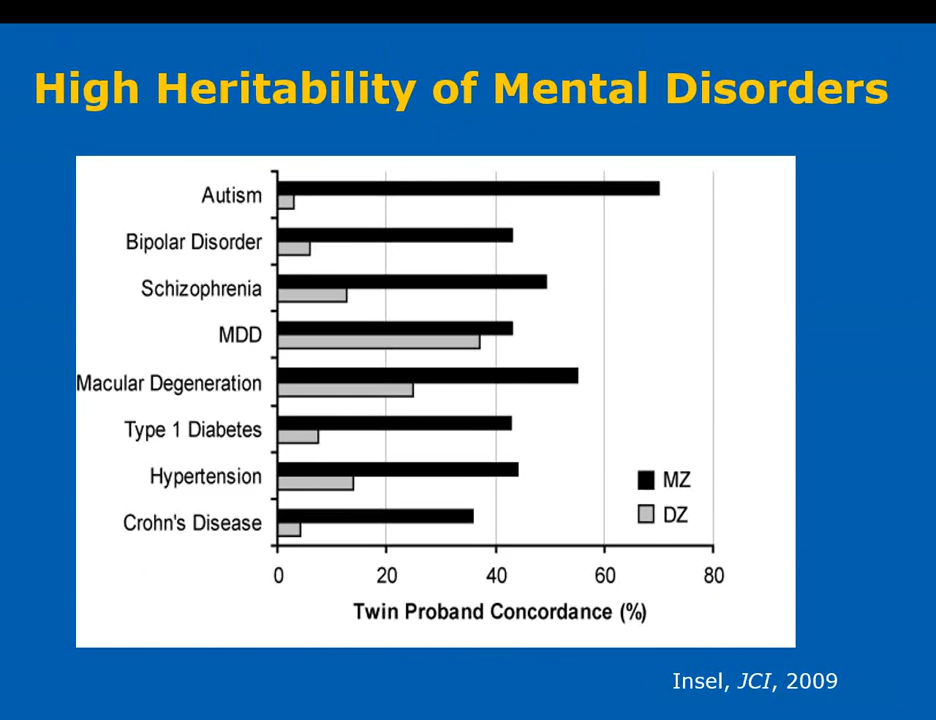 High Heritability of Mental Disorders
Autism
Bipolar Disorder
Schizophrenia
MDD
Macular Degeneration
Type 1 Diabetes
Hypertension
Crohn's Disease
MZ
DZ
0 20 40 60 80
Twin Proband Concordance (%)
Insel, JCI, 2009